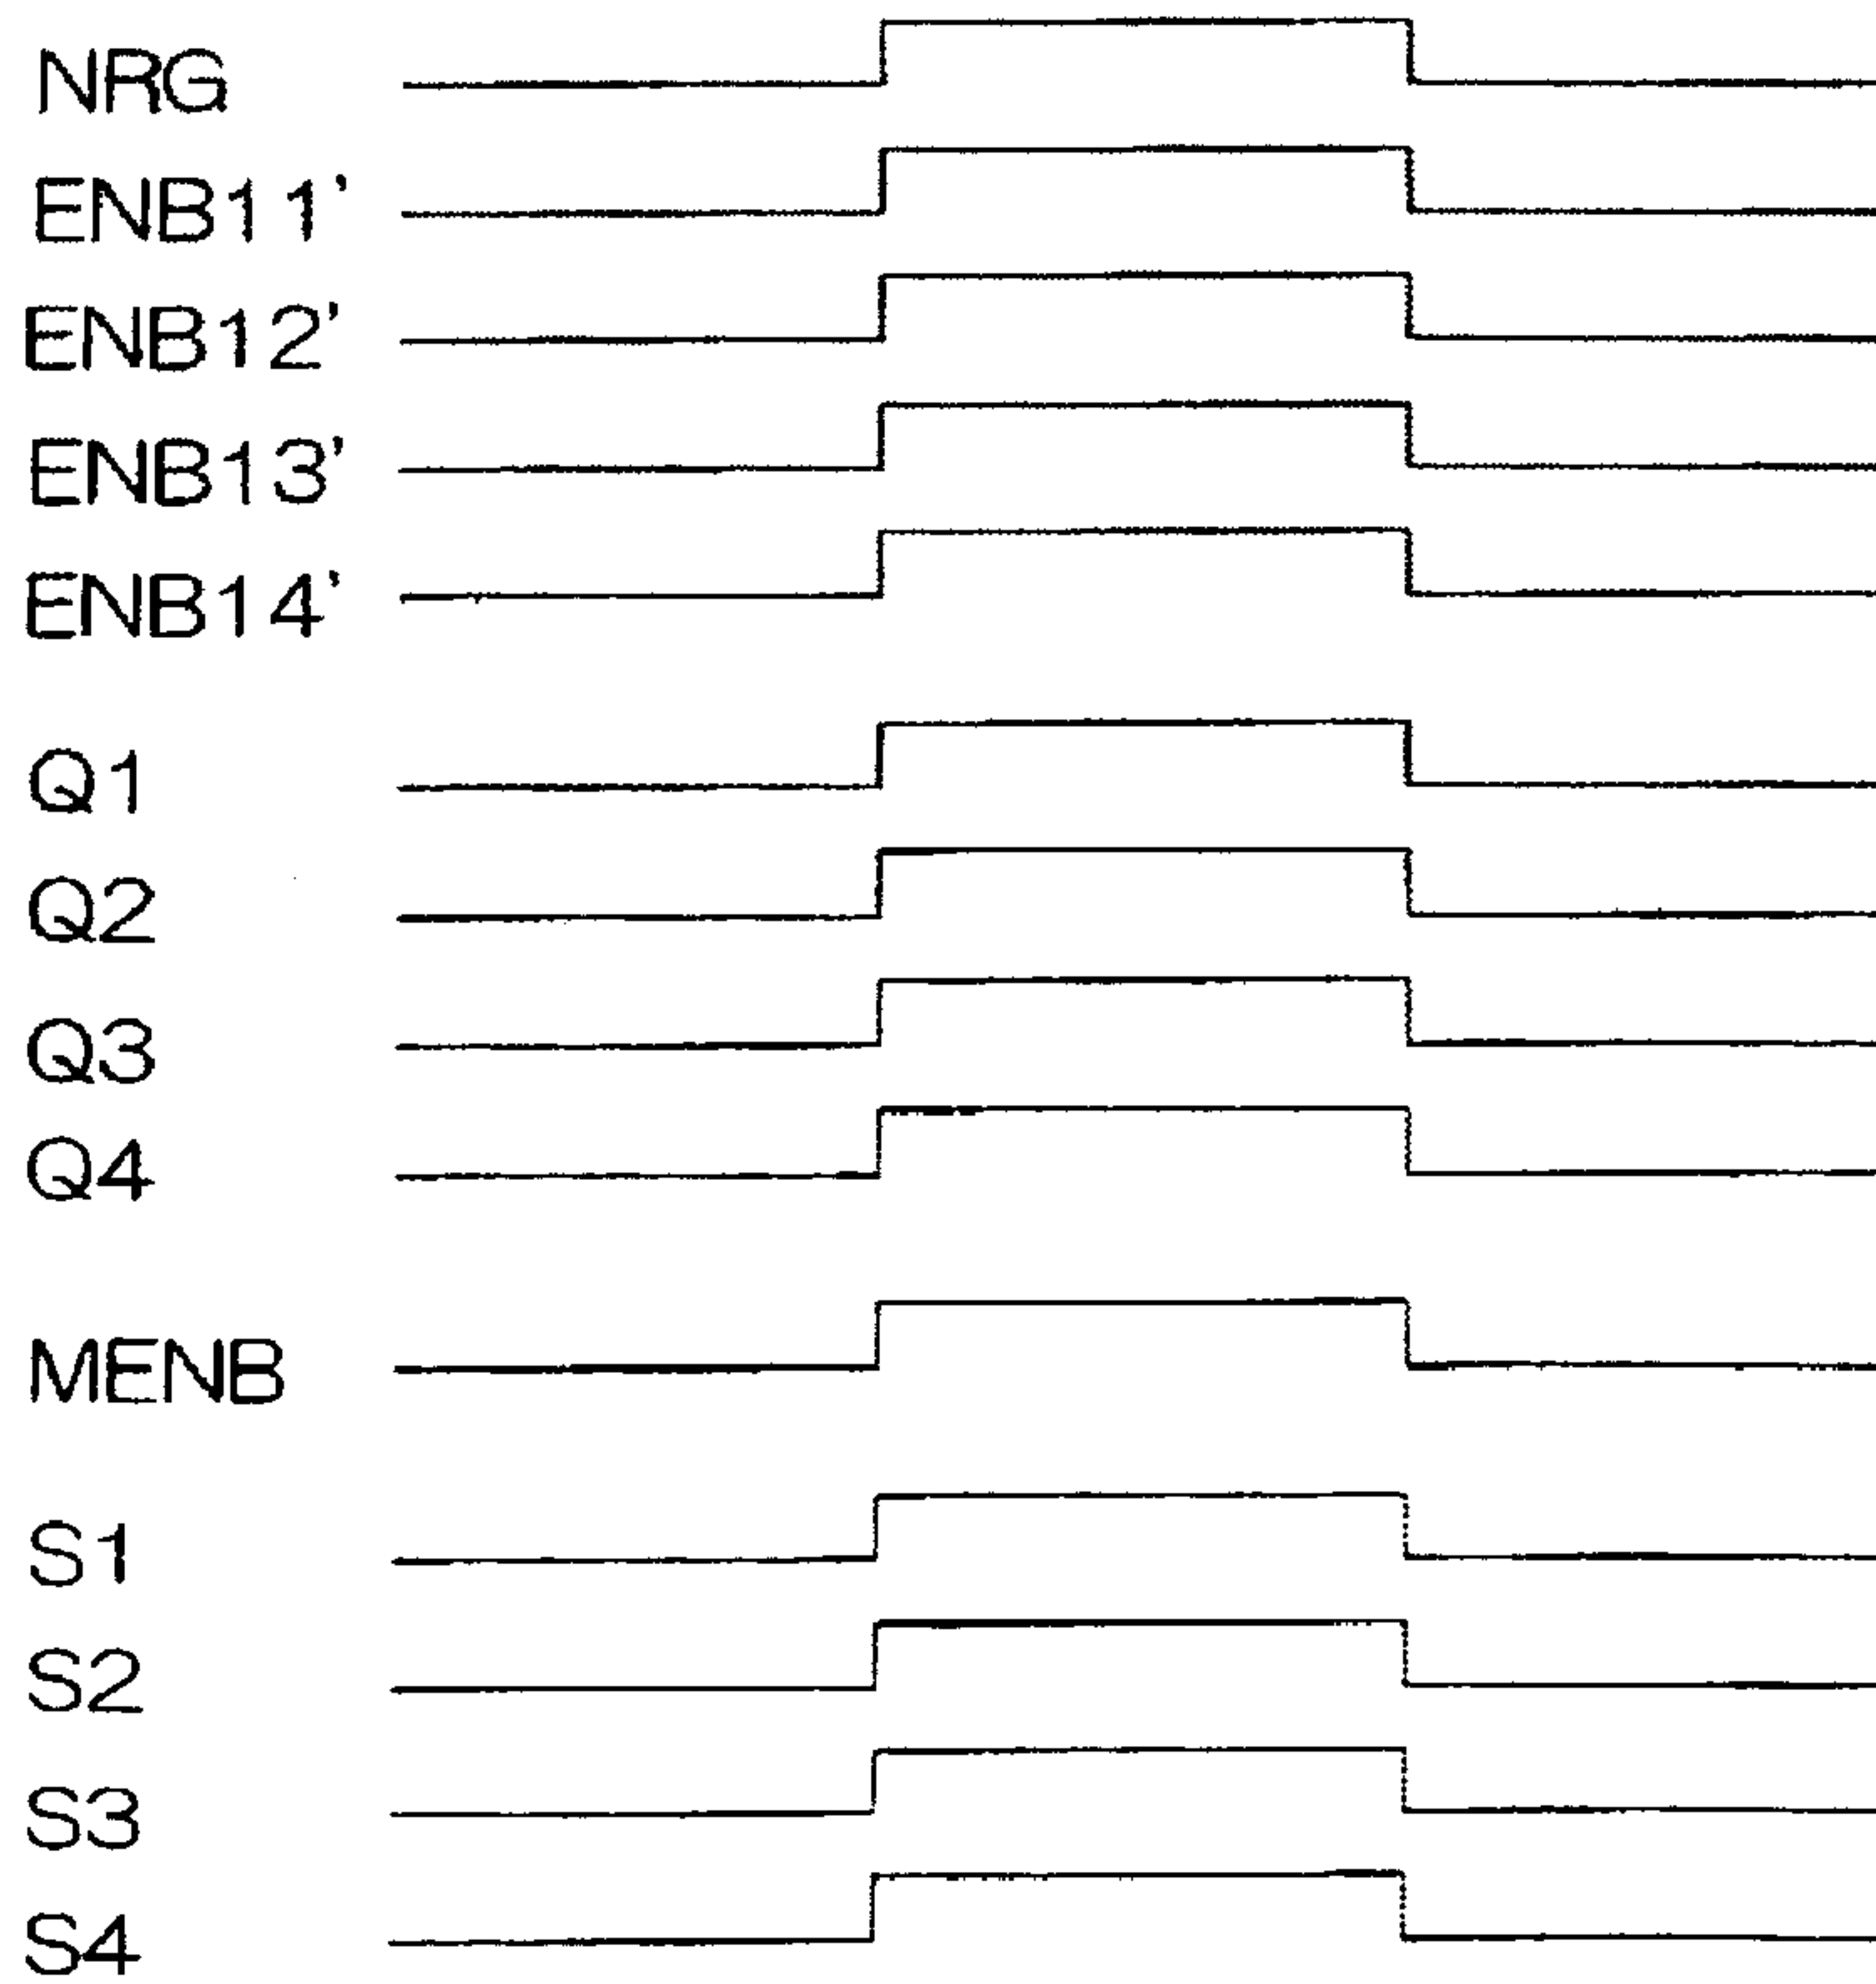 NRG
ENB11'
ENB12'
ENB13'
ENB14'
Q1
Q2
Q3
Q4
MENB
S1
S2
S3
S4